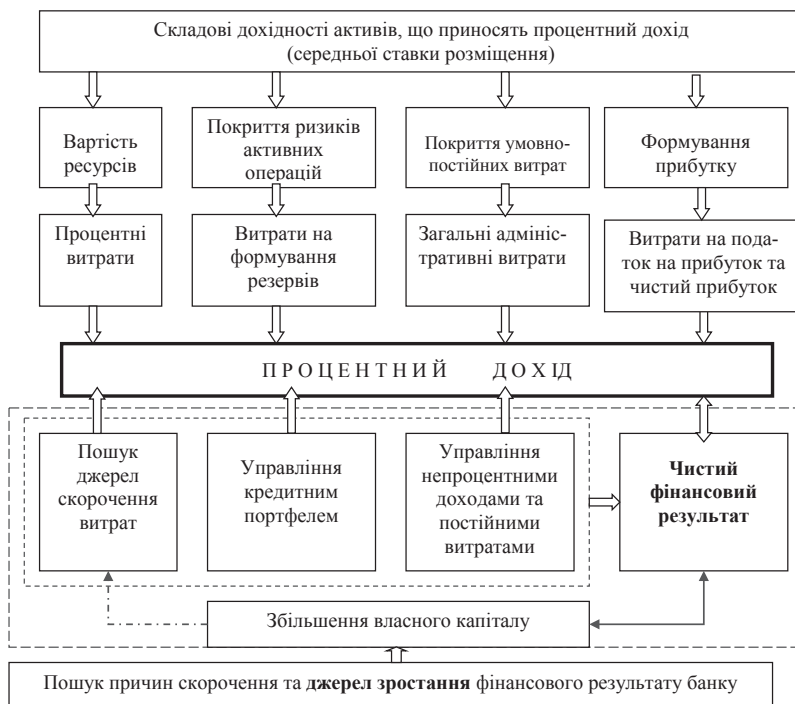 Складові дохідності активів, що приносять процентний дохід
(середньої ставки розміщення)
Вартість
ресурсів
Покриття ризиків
активних
операцій
Покриття умовно-
постійних витрат
Формування
прибутку
Процентні
витрати
Витрати на
формування
резервів
Загальні адмініс-
тративні витрати
Витрати на пода-
ток на прибуток та
чистий прибуток
ПРОЦЕНТНИЙ ДОХІД
Пошук
джерел
скорочення
витрат
Управління
кредитним
портфелем
Управління
непроцентними
доходами та
постійними
витратами
Чистий
фінансовий
результат
Збільшення власного капіталу
Пошук причин скорочення та джерел зростання фінансового результату банку